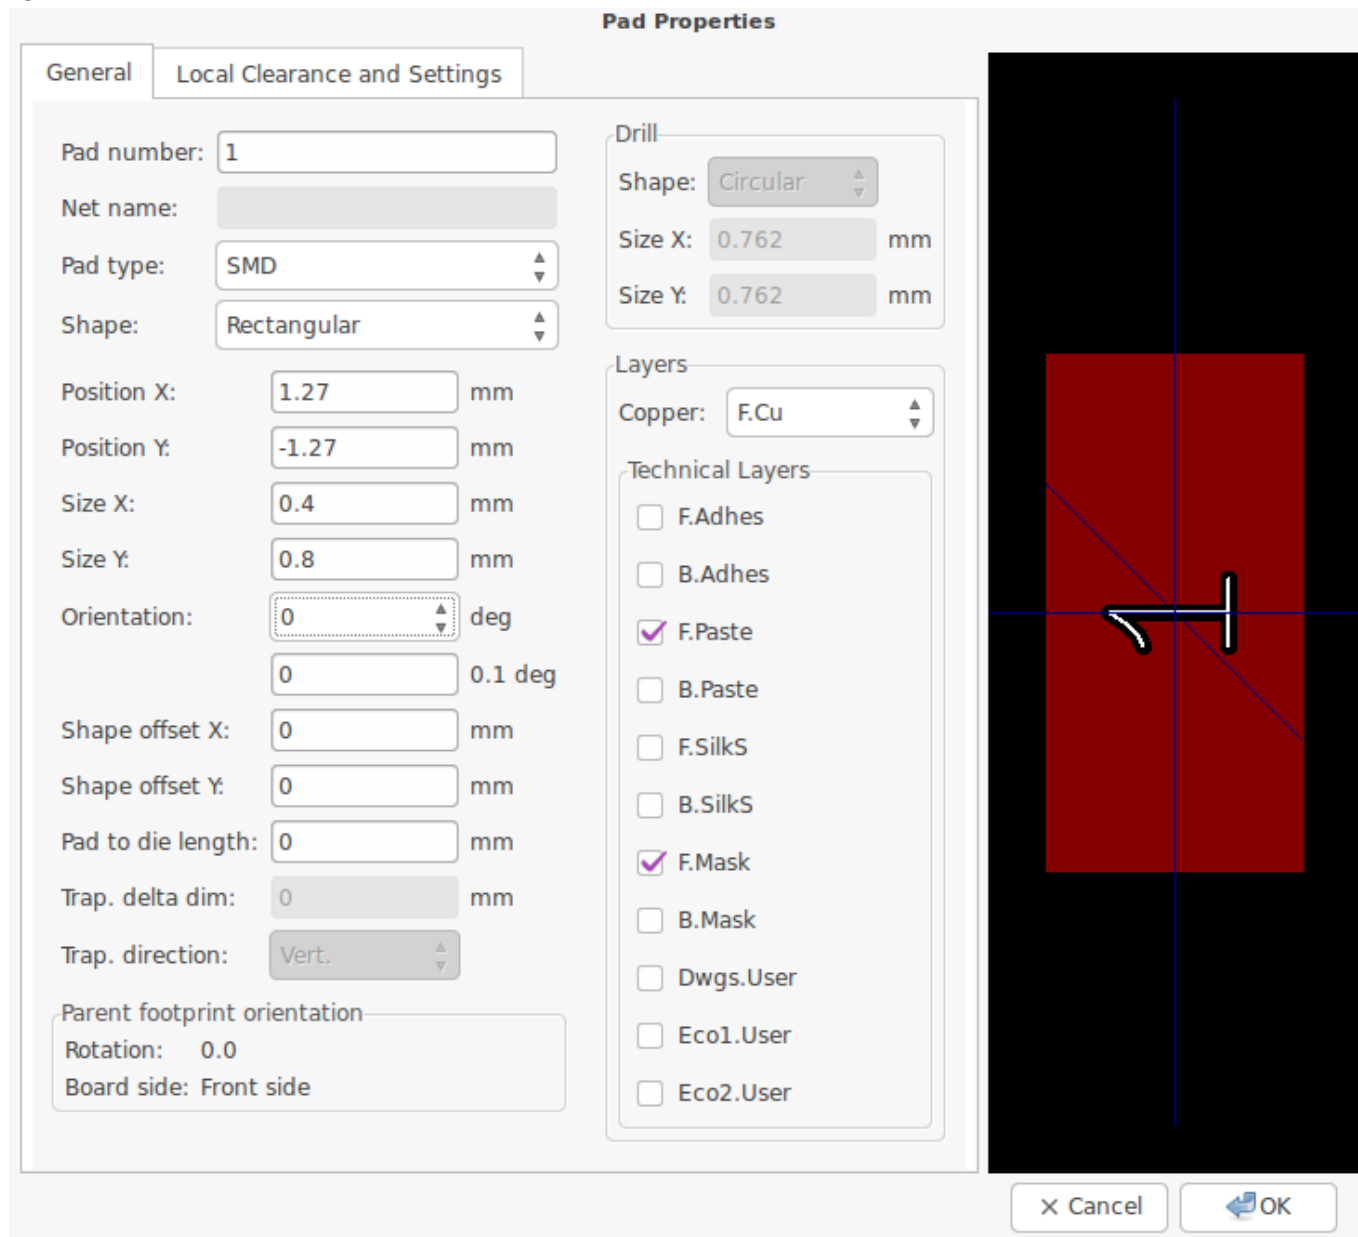 Pad Properties
General
Local Clearance and Settings
Pad number: 1
Net name:
Pad type: SMD
Shape: Rectangular
Position X: 1.27 mm
Position Y: -1.27 mm
Size X: 0.4 mm
Size Y: 0.8 mm
Orientation: 0 deg
0 0.1 deg
Shape offset X: 0 mm
Shape offset Y: 0 mm
Pad to die length: 0 mm
Trap. delta dim: 0 mm
Trap. direction: Vert.
Parent footprint orientation
Rotation: 0.0
Board side: Front side
Drill
Shape: Circular
Size X: 0.762 mm
Size Y: 0.762 mm
Layers
Copper: F.Cu
Technical Layers
F.Adhes
B.Adhes
F.Paste
B.Paste
F.SilkS
B.SilkS
F.Mask
B.Mask
Dwgs.User
Eco1.User
Eco2.User
1
Cancel
OK